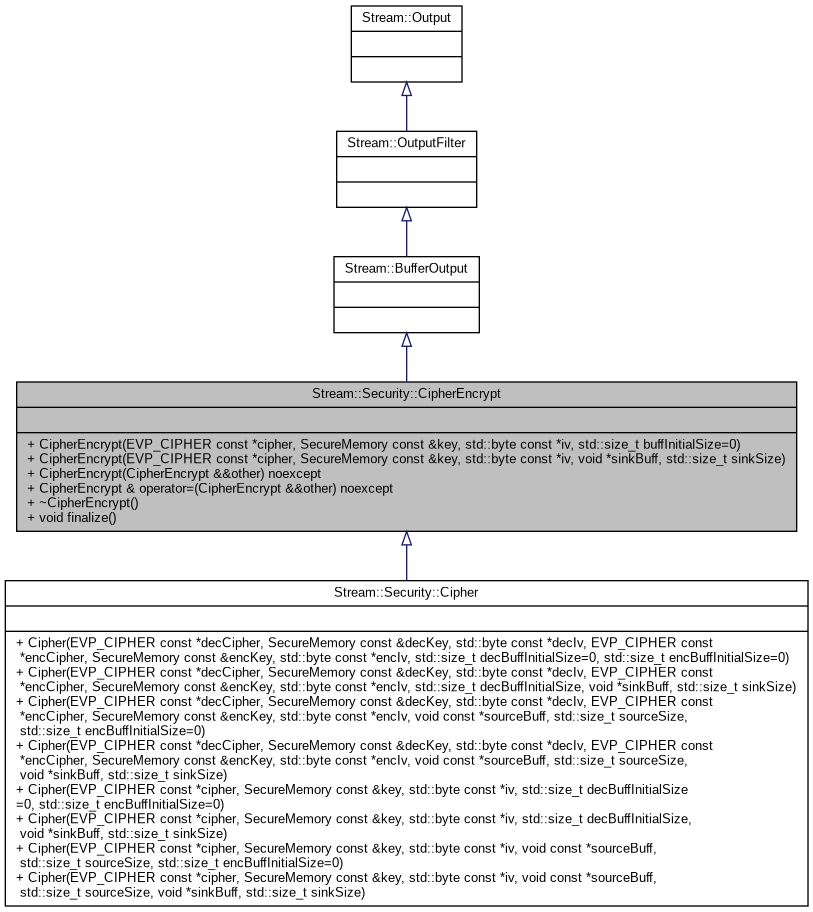 Stream::Output
Stream::OutputFilter
Stream::BufferOutput
Stream::Security::CipherEncrypt
+ CipherEncrypt(EVP_CIPHER const *cipher, SecureMemory const &key, std::byte const *iv, std::size_t buffInitialSize=0)
+ CipherEncrypt(EVP_CIPHER const *cipher, SecureMemory const &key, std::byte const *iv, void *sinkBuff, std::size_t sinkSize)
+ CipherEncrypt(CipherEncrypt &&other) noexcept
+ CipherEncrypt & operator=(CipherEncrypt &&other) noexcept
+ ~CipherEncrypt()
+ void finalize()
Stream::Security::Cipher
+ Cipher(EVP_CIPHER const *decCipher, SecureMemory const &decKey, std::byte const *decIv, EVP_CIPHER const
*encCipher, SecureMemory const &encKey, std::byte const *encIv, std::size_t decBuffInitialSize=0, std::size_t encBuffInitialSize=0)
+ Cipher(EVP_CIPHER const *decCipher, SecureMemory const &decKey, std::byte const *decIv, EVP_CIPHER const
*encCipher, SecureMemory const &encKey, std::byte const *encIv, std::size_t decBuffInitialSize, void *sinkBuff, std::size_t sinkSize)
+ Cipher(EVP_CIPHER const *decCipher, SecureMemory const &decKey, std::byte const *decIv, EVP_CIPHER const
*encCipher, SecureMemory const &encKey, std::byte const *encIv, void const *sourceBuff, std::size_t sourceSize,
std::size_t encBuffInitialSize=0)
+ Cipher(EVP_CIPHER const *decCipher, SecureMemory const &decKey, std::byte const *decIv, EVP_CIPHER const
*encCipher, SecureMemory const &encKey, std::byte const *encIv, void const *sourceBuff, std::size_t sourceSize,
void *sinkBuff, std::size_t sinkSize)
+ Cipher(EVP_CIPHER const *cipher, SecureMemory const &key, std::byte const *iv, std::size_t decBuffInitialSize
=0, std::size_t encBuffInitialSize=0)
+ Cipher(EVP_CIPHER const *cipher, SecureMemory const &key, std::byte const *iv, std::size_t decBuffInitialSize,
void *sinkBuff, std::size_t sinkSize)
+ Cipher(EVP_CIPHER const *cipher, SecureMemory const &key, std::byte const *iv, void const *sourceBuff,
std::size_t sourceSize, std::size_t encBuffInitialSize=0)
+ Cipher(EVP_CIPHER const *cipher, SecureMemory const &key, std::byte const *iv, void const *sourceBuff,
std::size_t sourceSize, void *sinkBuff, std::size_t sinkSize)